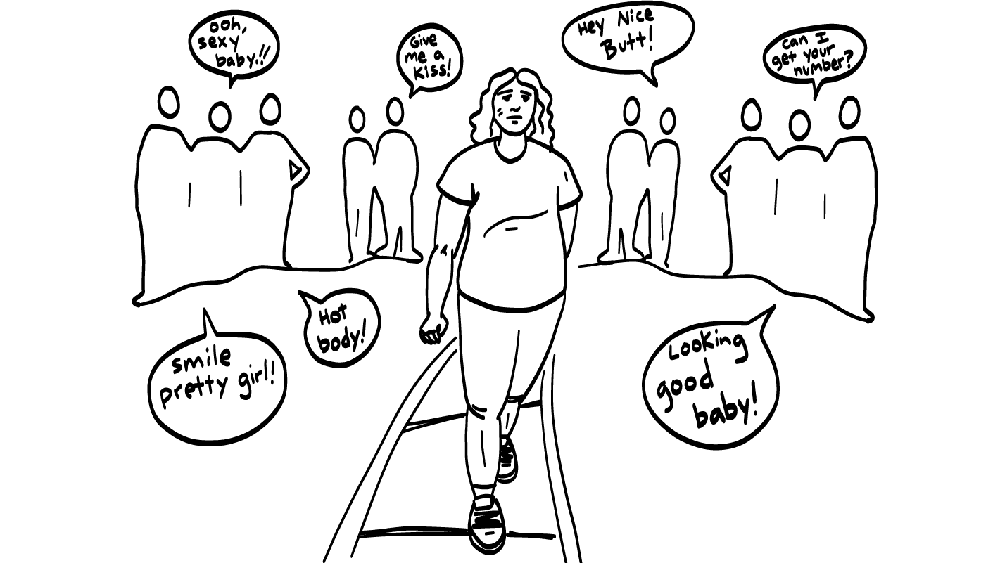 ooh,
sexy
baby!!
Give
me a
kiss!
Hey Nice
Butt!
can I
get your
number?
Hot
body!
smile
pretty girl!
Looking
good
baby!